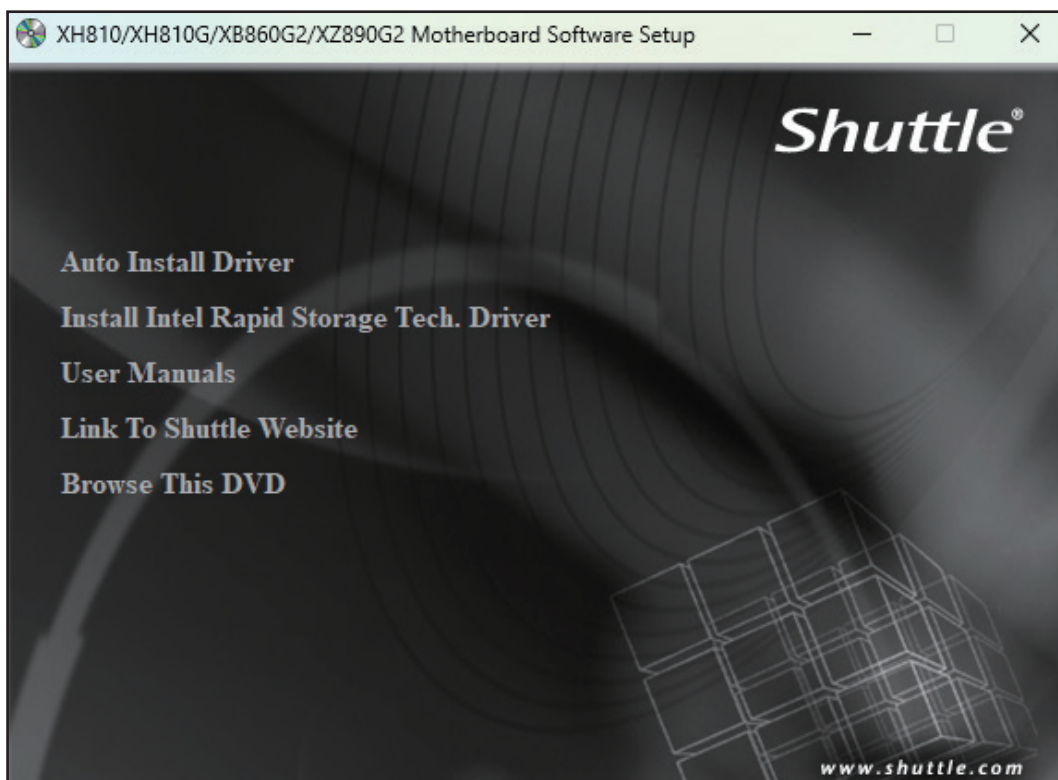 XH810/XH810G/XB860G2/XZ890G2 Motherboard Software Setup
Shuttle®
Auto Install Driver
Install Intel Rapid Storage Tech. Driver
User Manuals
Link To Shuttle Website
Browse This DVD
www.shuttle.com